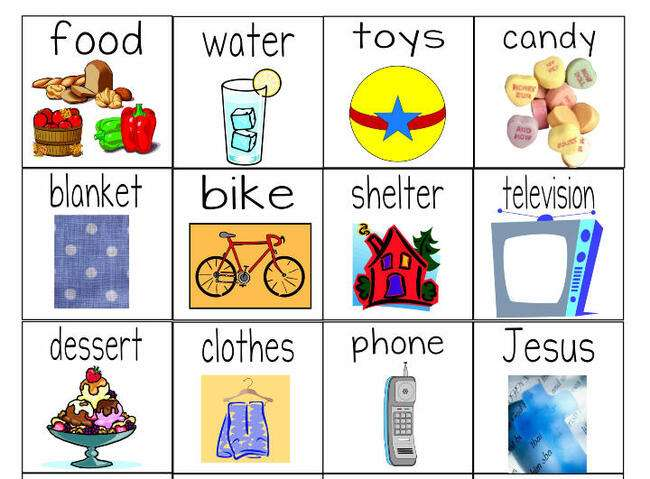 food water toys candy
blanket bike shelter television
dessert clothes phone Jesus